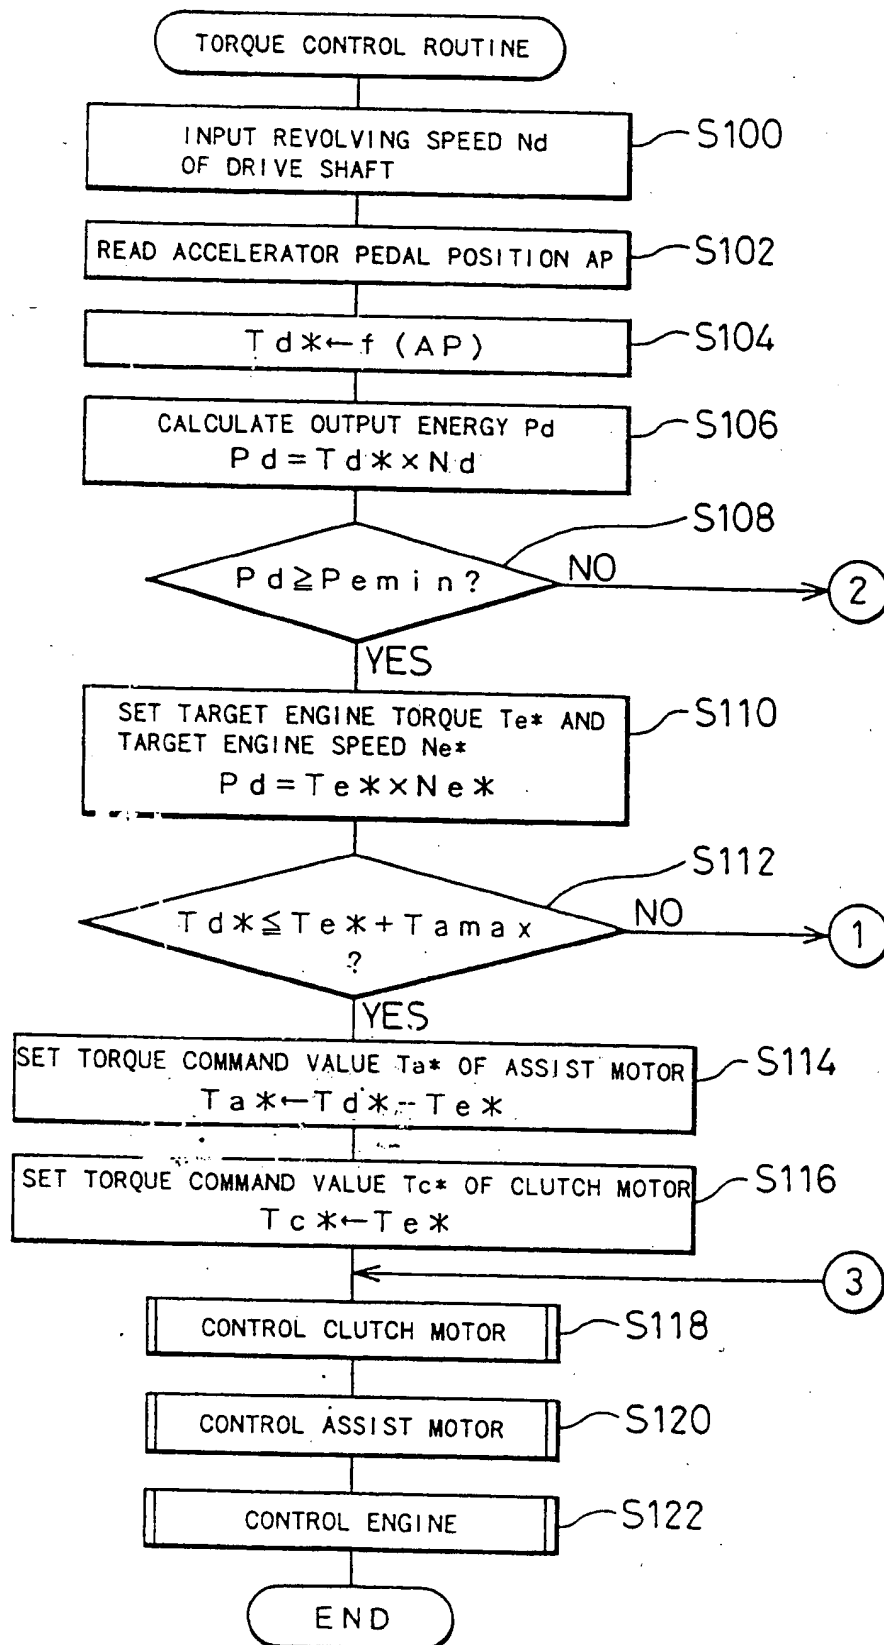 TORQUE CONTROL ROUTINE
INPUT REVOLVING SPEED Nd
OF DRIVE SHAFT
S100
READ ACCELERATOR PEDAL POSITION AP
S102
Td*←f (AP)
S104
CALCULATE OUTPUT ENERGY Pd
Pd=Td*×Nd
S106
S108
Pd≧Pemin?
NO
2
YES
SET TARGET ENGINE TORQUE Te* AND
TARGET ENGINE SPEED Ne*
Pd=Te*×Ne*
S110
S112
Td*≦Te*+Tamax
?
NO
1
YES
SET TORQUE COMMAND VALUE Ta* OF ASSIST MOTOR
Ta*←Td*-Te*
S114
SET TORQUE COMMAND VALUE Tc* OF CLUTCH MOTOR
Tc*←Te*
S116
3
CONTROL CLUTCH MOTOR
S118
CONTROL ASSIST MOTOR
S120
CONTROL ENGINE
S122
END